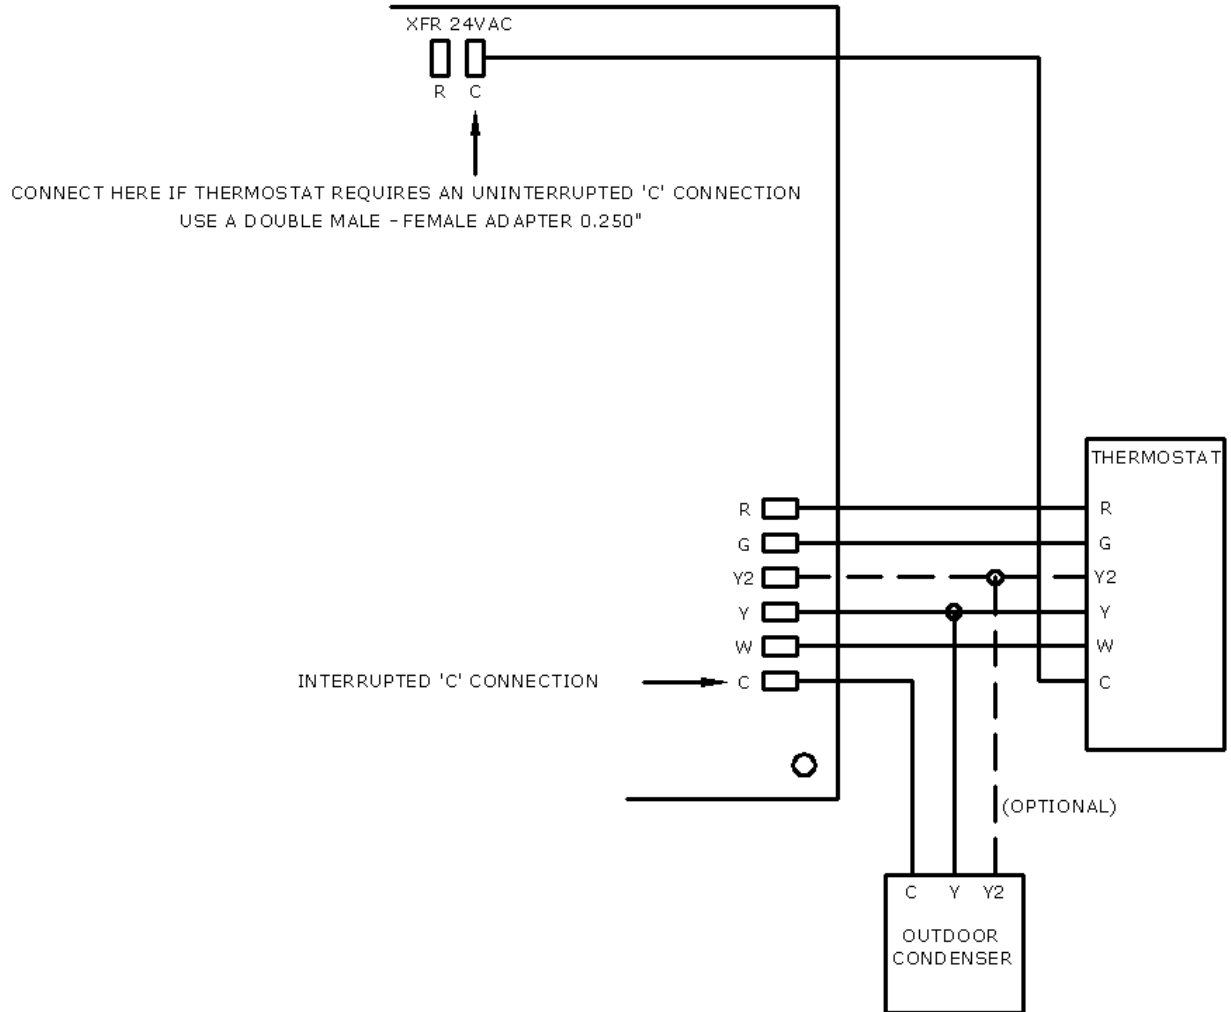 XFR 24VAC
R C
CONNECT HERE IF THERMOSTAT REQUIRES AN UNINTERRUPTED 'C' CONNECTION
USE A DOUBLE MALE - FEMALE ADAPTER 0.250"
THERMOSTAT
R R
G G
Y2 Y2
Y Y
W W
INTERRUPTED 'C' CONNECTION C C
(OPTIONAL)
C Y Y2
OUTDOOR
CONDENSER